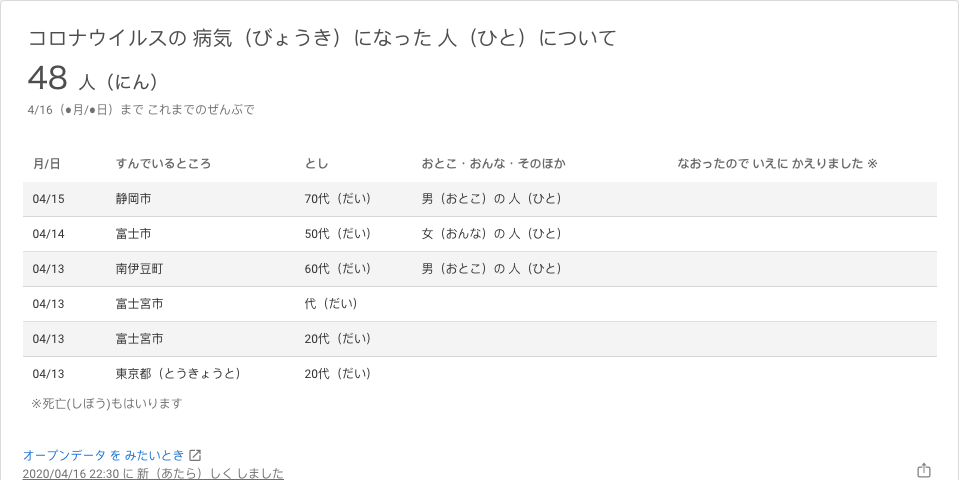 コロナウイルスの 病気（びょうき）になった 人（ひと）について
48 人（にん）
4/16（●月/●日）まで これまでのぜんぶで
月/日 すんでいるところ とし おとこ・おんな・そのほか なおったので いえに かえりました ※
04/15 静岡市 70代（だい） 男（おとこ）の 人（ひと）
04/14 富士市 50代（だい） 女（おんな）の 人（ひと）
04/13 南伊豆町 60代（だい） 男（おとこ）の 人（ひと）
04/13 富士宮市 代（だい）
04/13 富士宮市 20代（だい）
04/13 東京都（とうきょうと） 20代（だい）
※死亡(しぼう)もはいります
オープンデータ を みたいとき
2020/04/16 22:30 に 新（あたら）しく しました